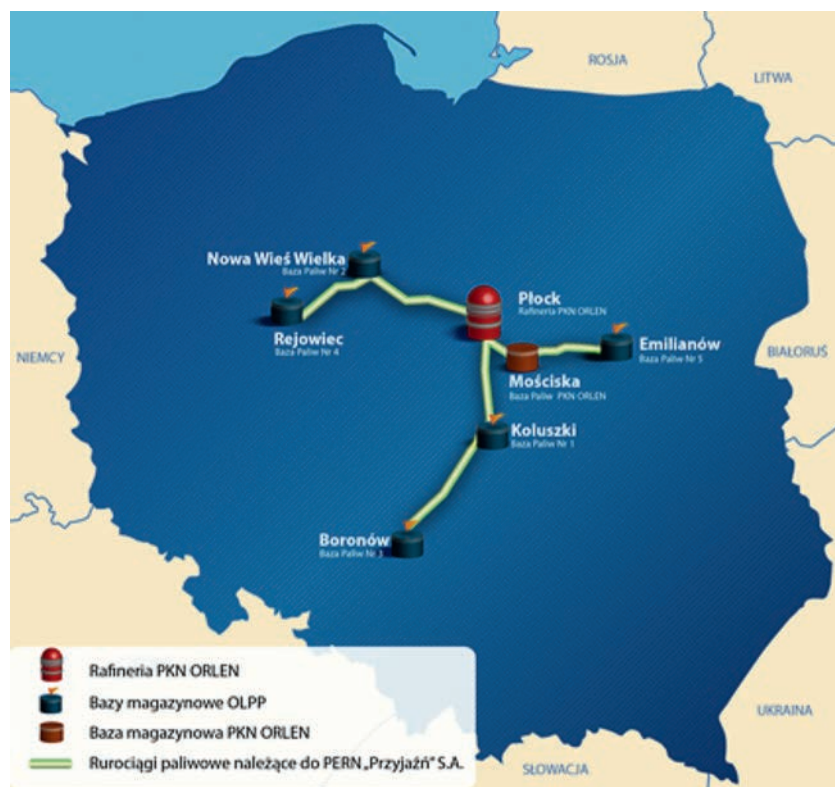 ROSJA
LITWA
Nowa Wieś Wielka
Baza Paliw Nr 2
Płock
Rafineria PKN ORLEN
Rejowiec
Baza Paliw Nr 4
Emilianów
Baza Paliw Nr 5
NIEMCY
BIAŁORUŚ
Mościska
Baza Paliw PKN ORLEN
Koluszki
Baza Paliw Nr 1
Boronów
Baza Paliw Nr 3
Rafineria PKN ORLEN
Bazy magazynowe OLPP
Baza magazynowa PKN ORLEN
Rurociągi paliwowe należące do PERN „Przyjaźń” S.A.
UKRAINA
SŁOWACJA